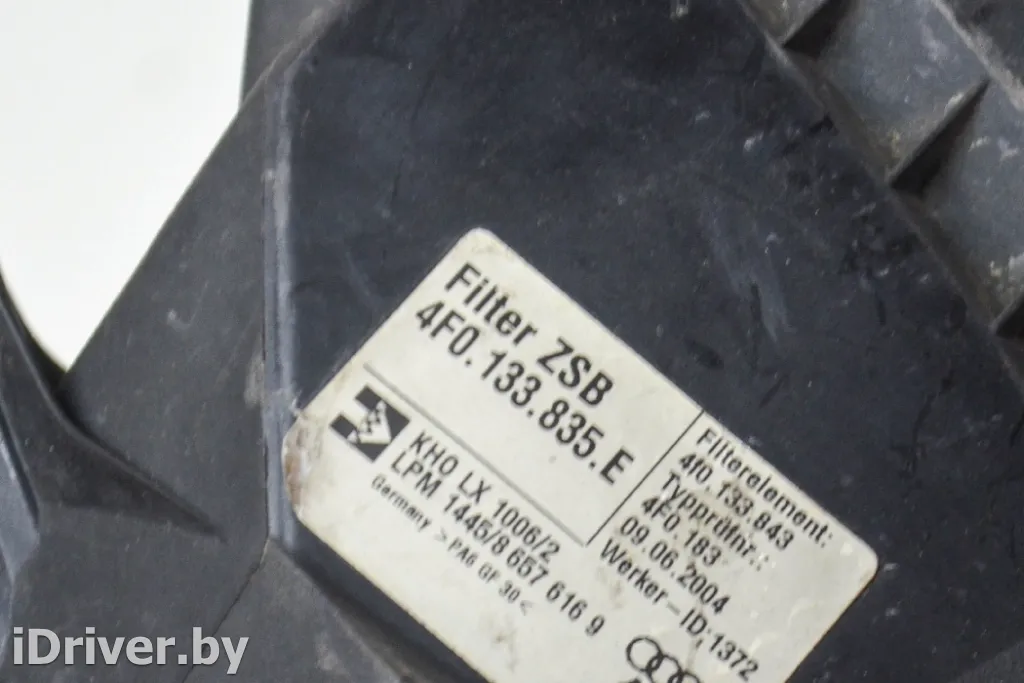 Filter ZSB
4F0.133.835.E
KHO LX 1006/2
LPM 1445/8 657 616 9
Germany >PA6 GF 30<
Filterelement:
4f0.133.843
Typprüfnr.:
4F0.183
09.06.2004
Werker-ID:1372
iDriver.by